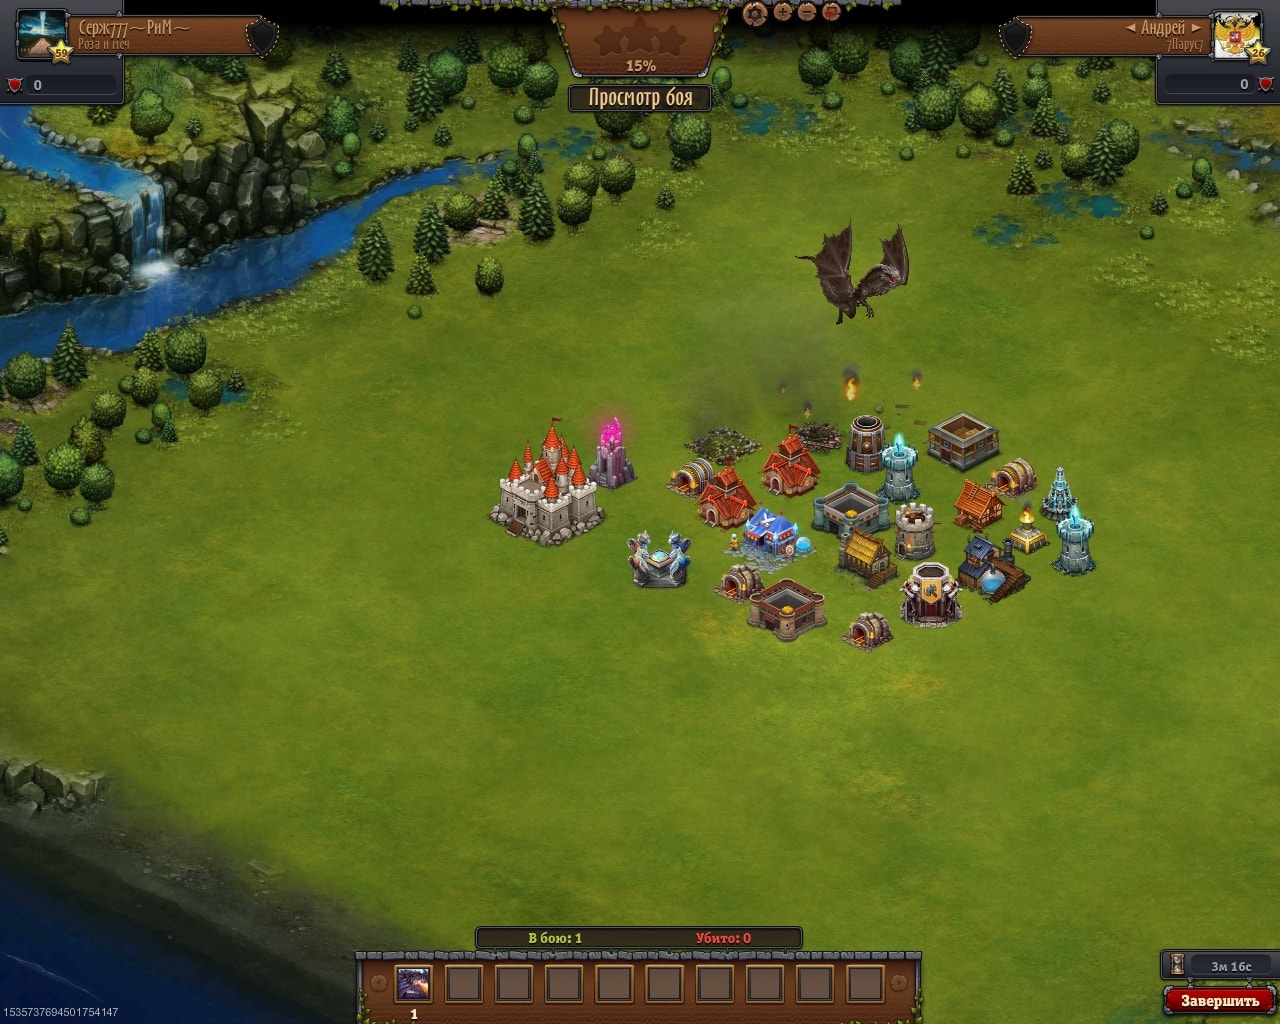 Серж777~РиМ~
Роза и меч
59
0
15%
Просмотр боя
◄ Андрей ►
7Парус7
26
0
В бою: 1
Убито: 0
1
3м 16с
Завершить
1535737694501754147